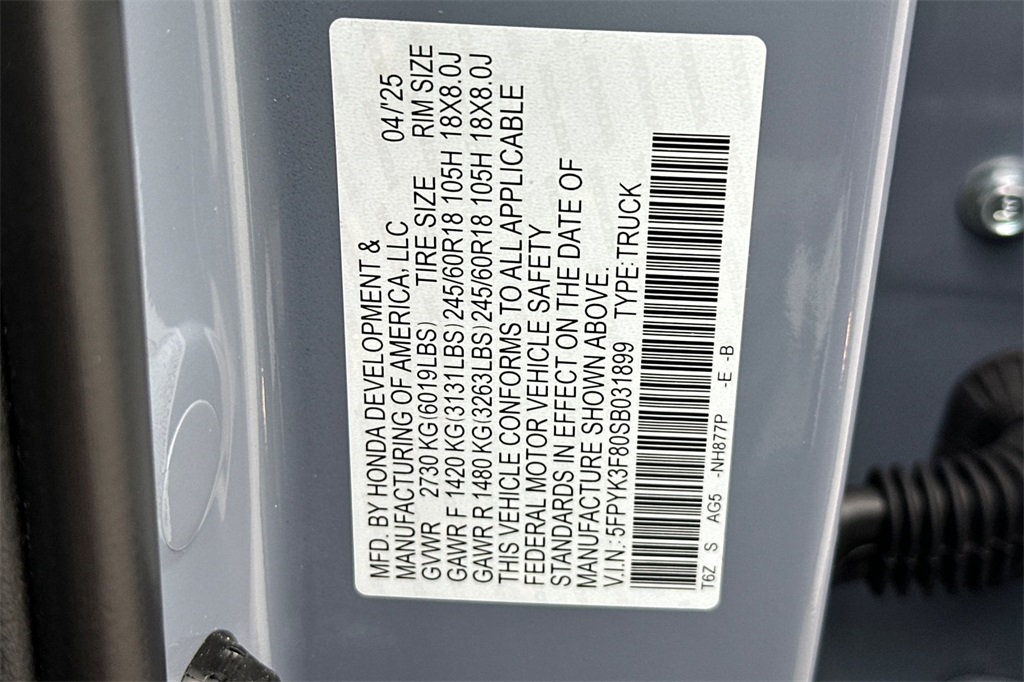 MFD. BY HONDA DEVELOPMENT &
MANUFACTURING OF AMERICA, LLC 04/'25
GVWR 2730 KG(6019LBS) TIRE SIZE RIM SIZE
GAWR F 1420 KG(3131LBS)245/60R18 105H 18X8.0J
GAWR R 1480 KG(3263LBS)245/60R18 105H 18X8.0J
THIS VEHICLE CONFORMS TO ALL APPLICABLE
FEDERAL MOTOR VEHICLE SAFETY
STANDARDS IN EFFECT ON THE DATE OF
MANUFACTURE SHOWN ABOVE.
V.I.N.:5FPYK3F80SB031899 TYPE:TRUCK
T6Z S AG5 -NH877P -E -B